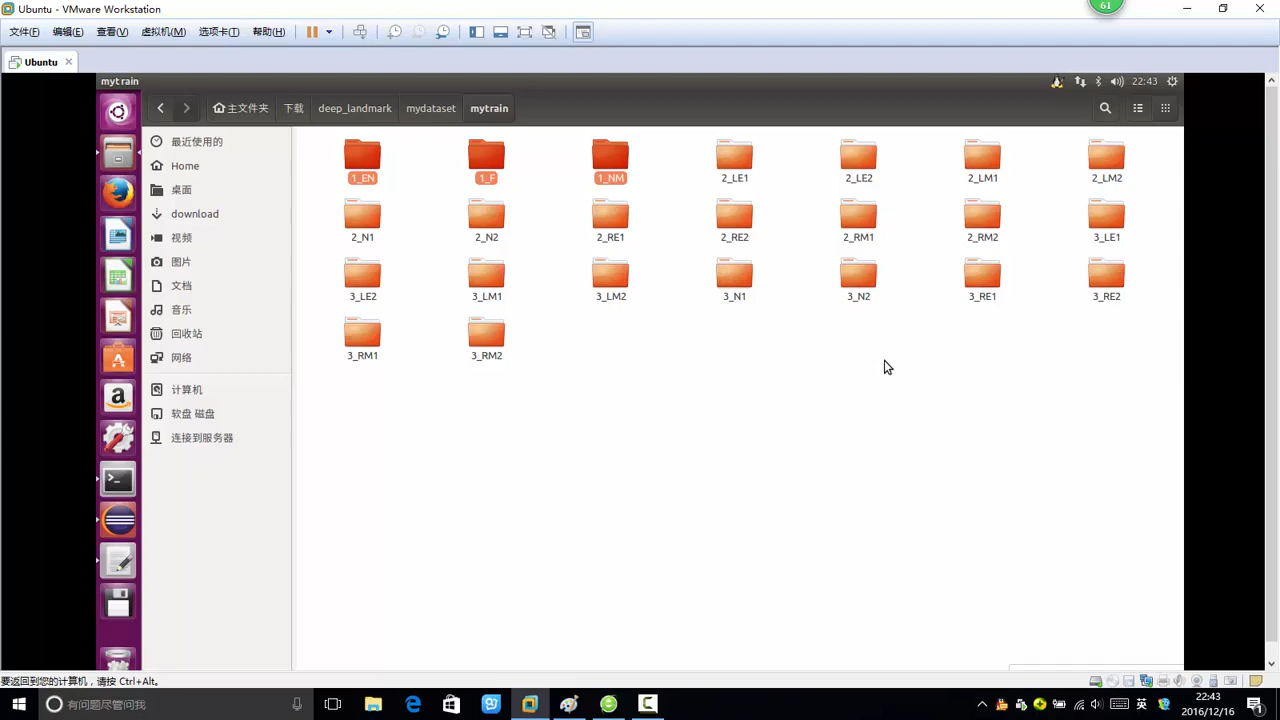 Ubuntu - VMware Workstation
61
文件(F) 编辑(E) 查看(V) 虚拟机(M) 选项卡(T) 帮助(H)
Ubuntu
mytrain
22:43
主文件夹 下载 deep_landmark mydataset mytrain
最近使用的
Home
桌面
download
视频
图片
文档
音乐
回收站
网络
计算机
软盘 磁盘
连接到服务器
1_EN 1_F 1_NM 2_LE1 2_LE2 2_LM1 2_LM2
2_N1 2_N2 2_RE1 2_RE2 2_RM1 2_RM2 3_LE1
3_LE2 3_LM1 3_LM2 3_N1 3_N2 3_RE1 3_RE2
3_RM1 3_RM2
要返回到您的计算机，请按 Ctrl+Alt。
有问题尽管问我
英
22:43
2016/12/16